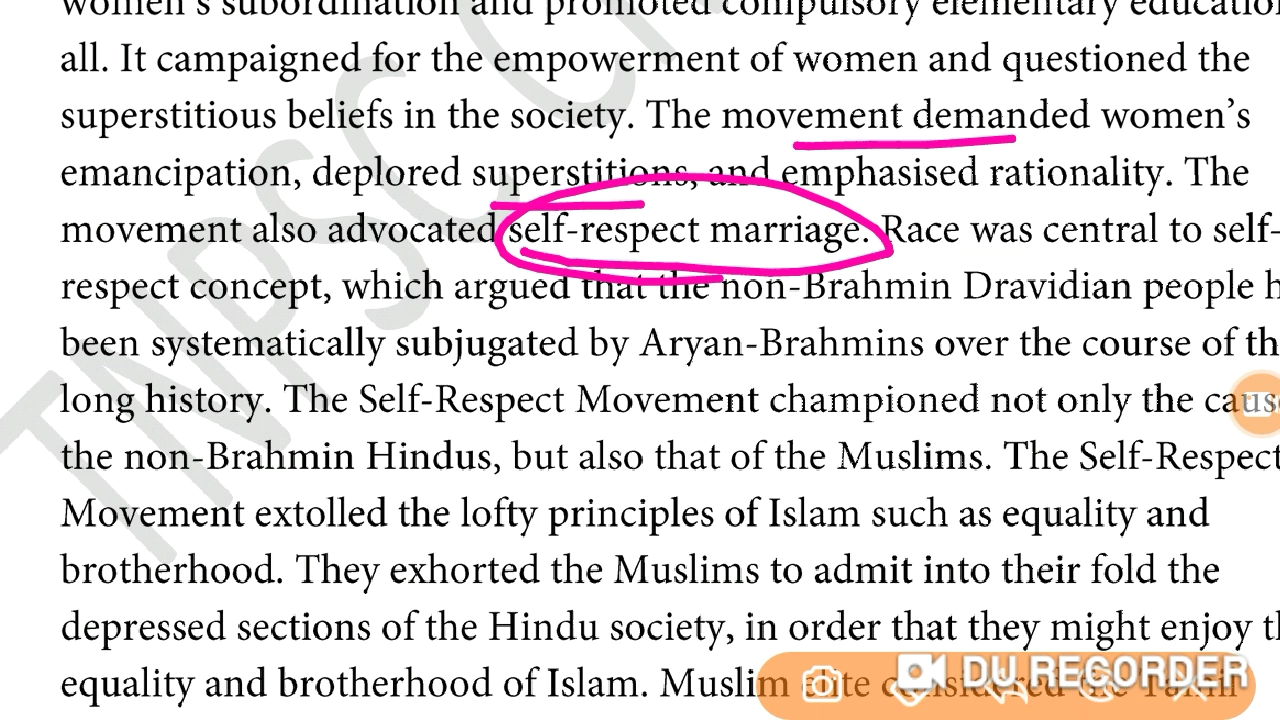 women's subordination and promoted compulsory elementary
all. It campaigned for the empowerment of women and questioned the
superstitious beliefs in the society. The movement demanded women's
emancipation, deplored superstitions, and emphasised rationality. The
movement also advocated self-respect marriage. Race was central to self-
respect concept, which argued that the non-Brahmin Dravidian people
been systematically subjugated by Aryan-Brahmins over the course of
long history. The Self-Respect Movement championed not only the
the non-Brahmin Hindus, but also that of the Muslims. The Self-Respect
Movement extolled the lofty principles of Islam such as equality and
brotherhood. They exhorted the Muslims to admit into their fold the
depressed sections of the Hindu society, in order that they might enjoy
equality and brotherhood of Islam. Muslim
DU RECORDER
TNPSC